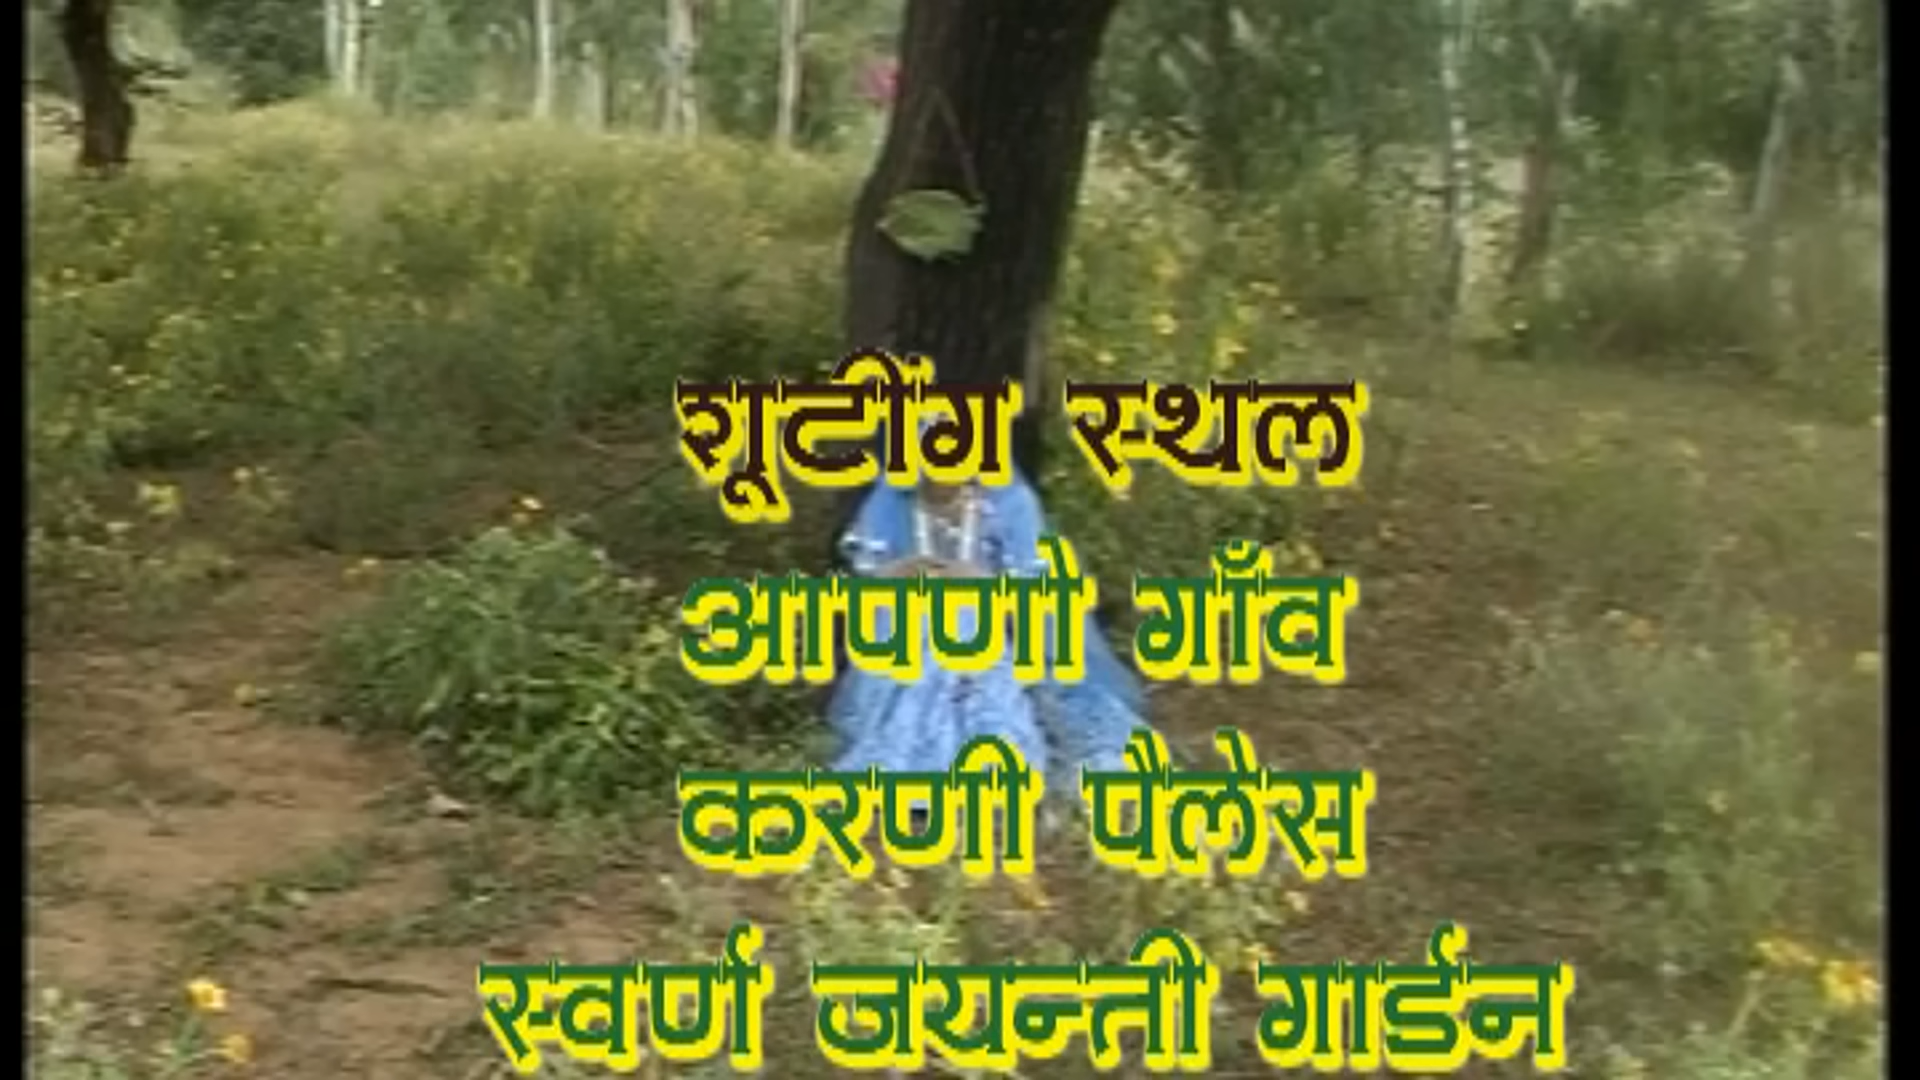 शूटींग स्थल
आपणौ गाँव
करणी पैलेस
स्वर्ण जयन्ती गार्डन